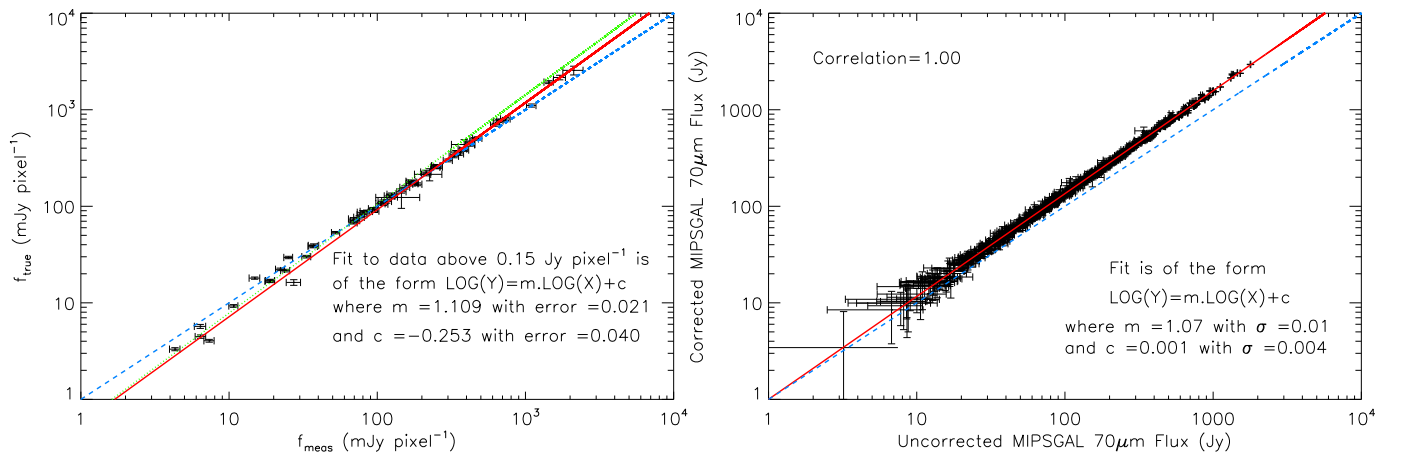 10⁴
10³
100
10
1
f_true (mJy pixel⁻¹)
Fit to data above 0.15 Jy pixel⁻¹ is
of the form LOG(Y)=m.LOG(X)+c
where m =1.109 with error =0.021
and c =−0.253 with error =0.040
1 10 100 10³ 10⁴
f_meas (mJy pixel⁻¹)
10⁴
1000
100
10
1
Corrected MIPSGAL 70μm Flux (Jy)
Correlation=1.00
Fit is of the form
LOG(Y)=m.LOG(X)+c
where m =1.07 with σ =0.01
and c =0.001 with σ =0.004
1 10 100 1000 10⁴
Uncorrected MIPSGAL 70μm Flux (Jy)